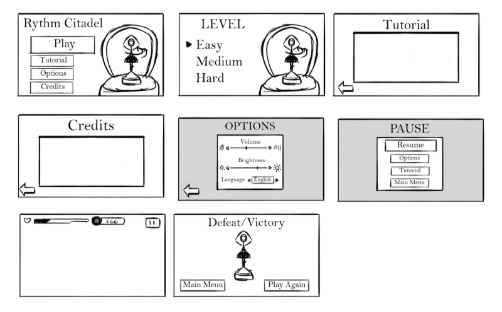 Rythm Citadel
Play
Tutorial
Options
Credits
LEVEL
Easy
Medium
Hard
Tutorial
Credits
OPTIONS
Volume
Brightness
Language
English
PAUSE
Resume
Options
Tutorial
Main Menu
Defeat/Victory
Main Menu
Play Again